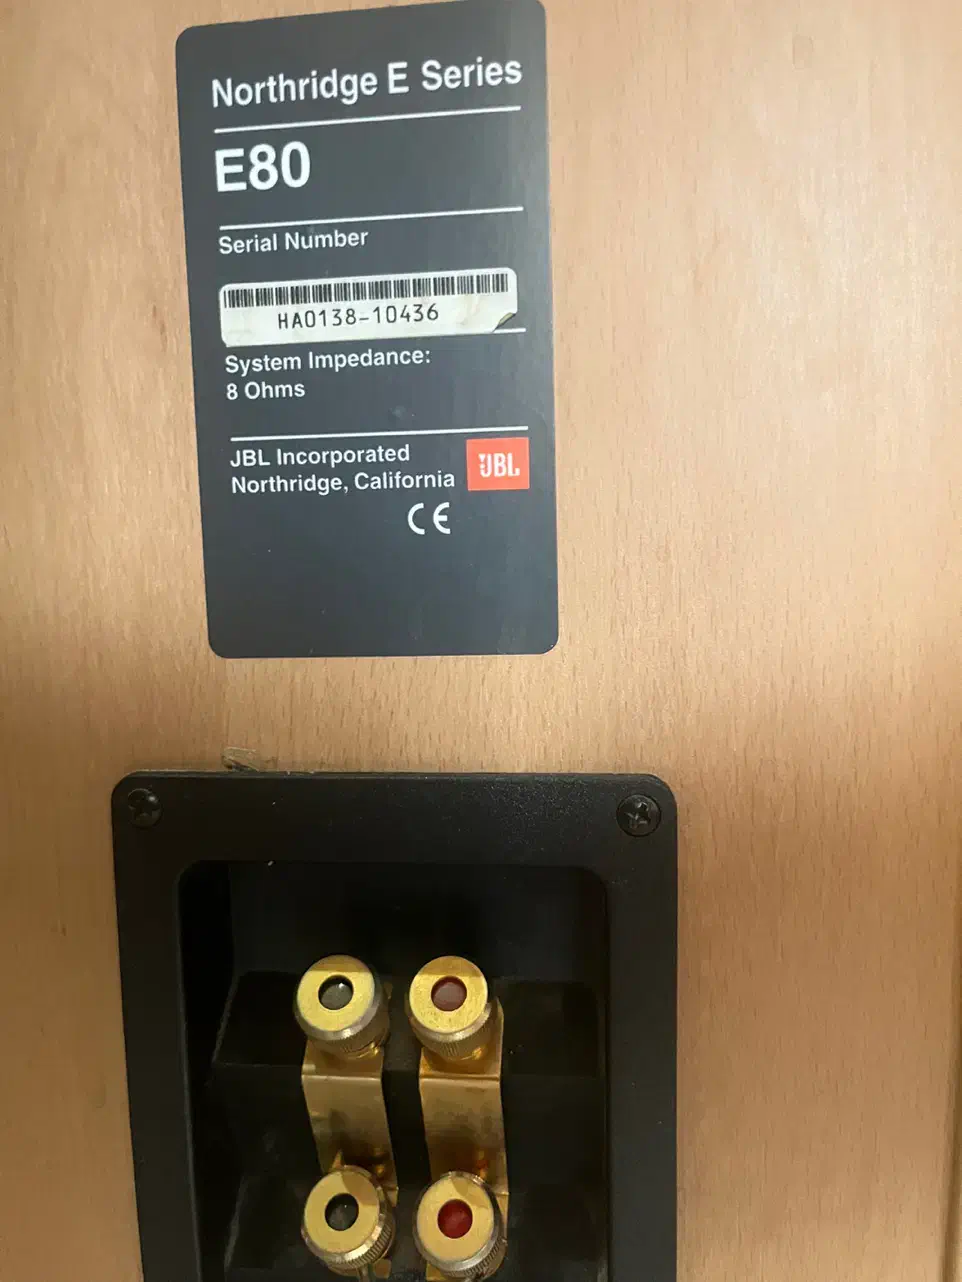 Northridge E Series
E80
Serial Number
HA0138-10436
System Impedance:
8 Ohms
JBL Incorporated
Northridge, California
JBL
CE